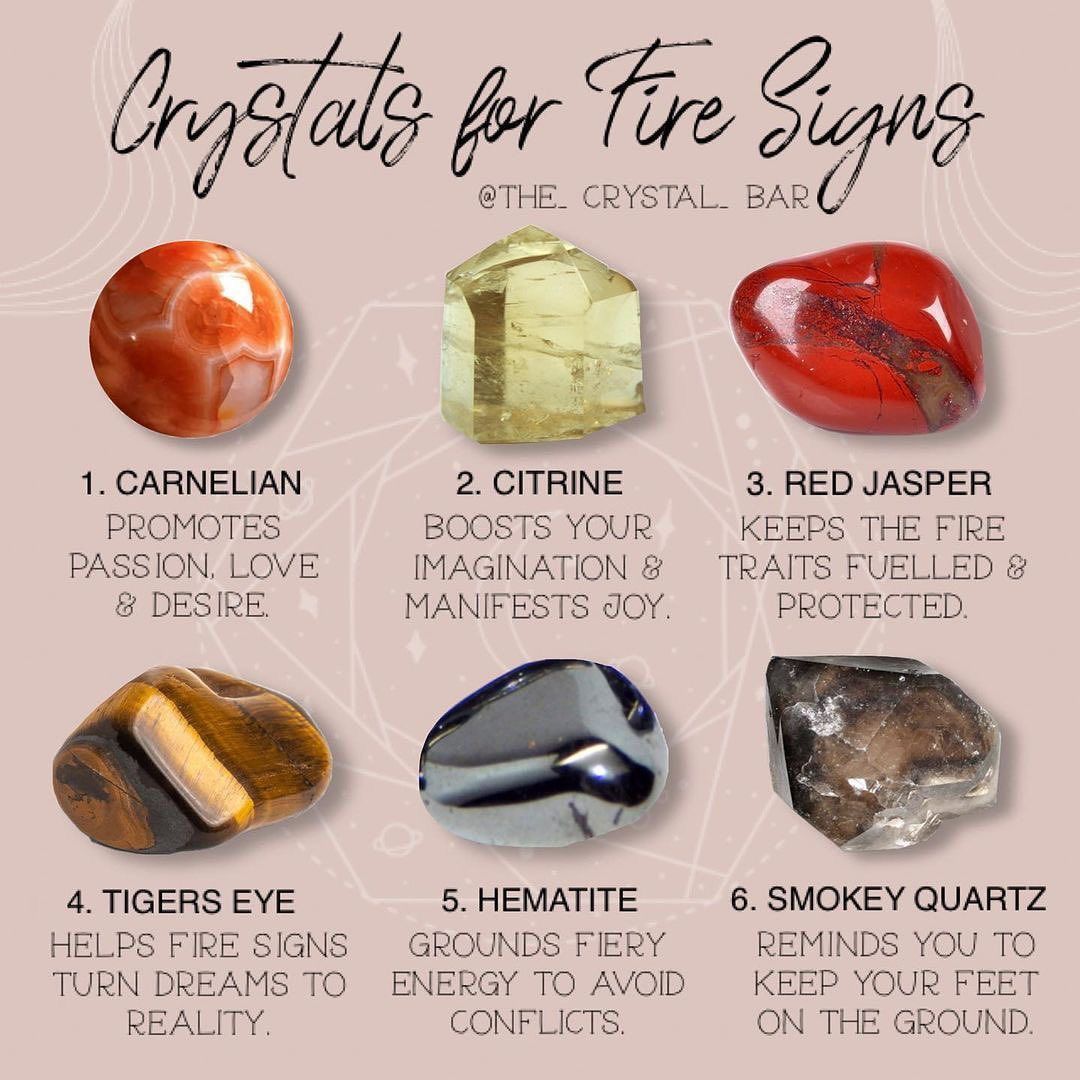 Crystals for Fire Signs
@THE_ CRYSTAL_ BAR
1. CARNELIAN
PROMOTES
PASSION, LOVE
& DESIRE.
2. CITRINE
BOOSTS YOUR
IMAGINATION &
MANIFESTS JOY.
3. RED JASPER
KEEPS THE FIRE
TRAITS FUELLED &
PROTECTED.
4. TIGERS EYE
HELPS FIRE SIGNS
TURN DREAMS TO
REALITY.
5. HEMATITE
GROUNDS FIERY
ENERGY TO AVOID
CONFLICTS.
6. SMOKEY QUARTZ
REMINDS YOU TO
KEEP YOUR FEET
ON THE GROUND.